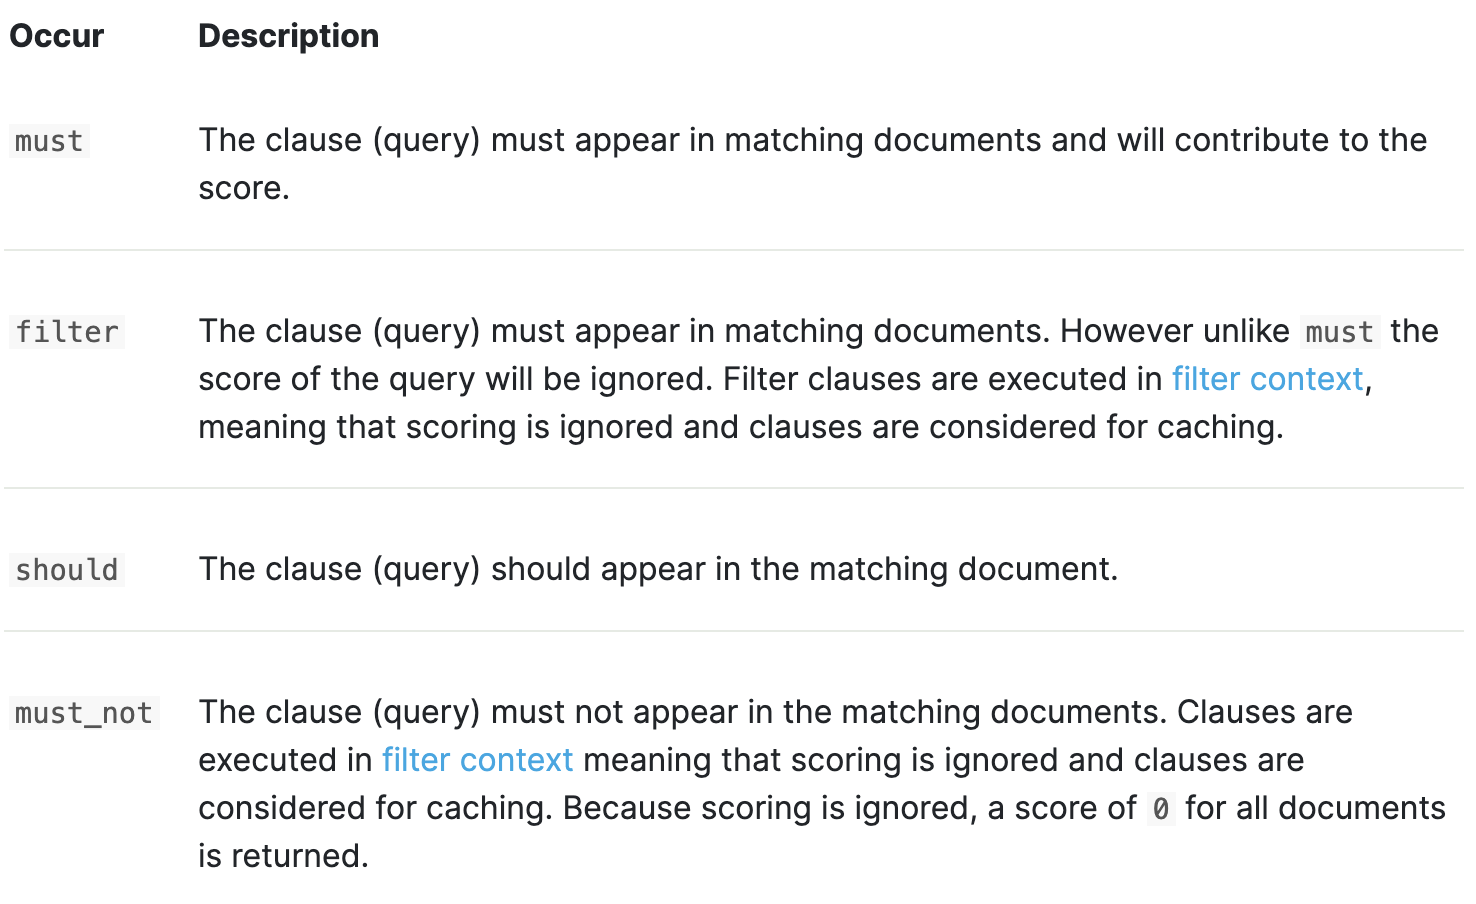 Occur Description
must The clause (query) must appear in matching documents and will contribute to the
score.
filter The clause (query) must appear in matching documents. However unlike must the
score of the query will be ignored. Filter clauses are executed in filter context,
meaning that scoring is ignored and clauses are considered for caching.
should The clause (query) should appear in the matching document.
must_not The clause (query) must not appear in the matching documents. Clauses are
executed in filter context meaning that scoring is ignored and clauses are
considered for caching. Because scoring is ignored, a score of 0 for all documents
is returned.